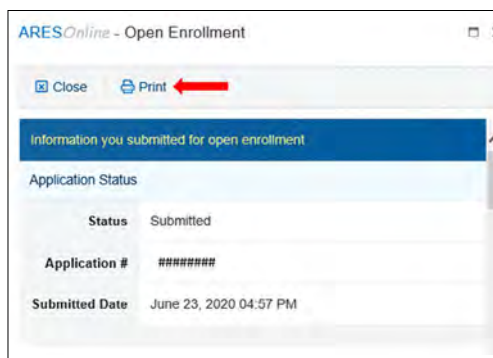 ARESOnline - Open Enrollment
Close Print
Information you submitted for open enrollment
Application Status
Status Submitted
Application # ########
Submitted Date June 23, 2020 04:57 PM